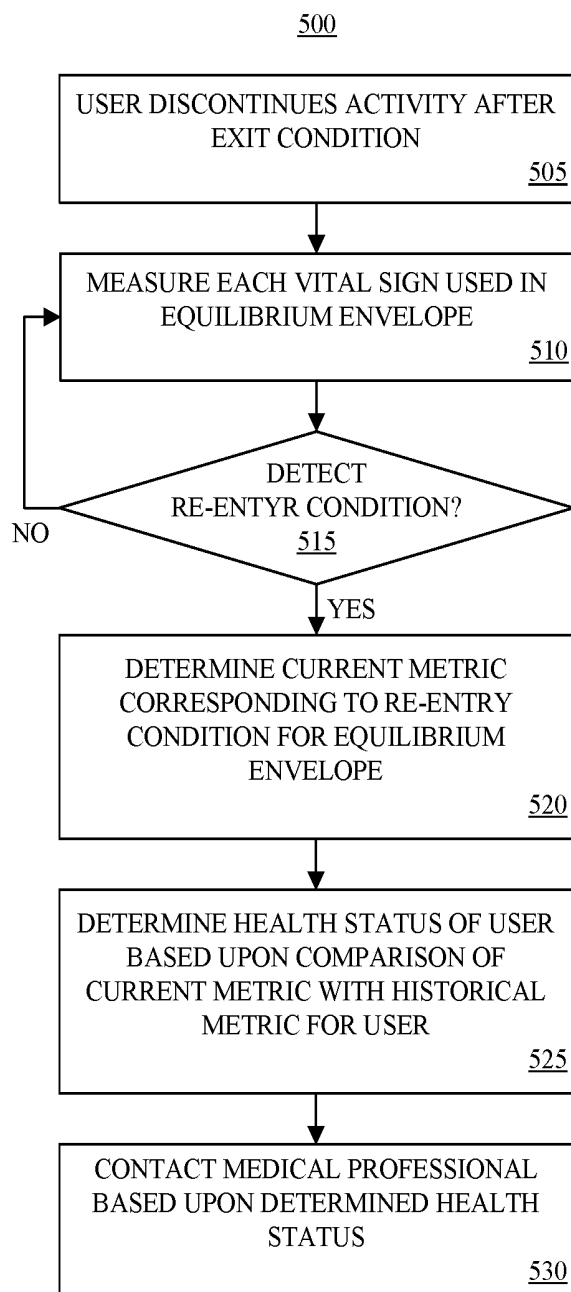 500
USER DISCONTINUES ACTIVITY AFTER
EXIT CONDITION
505
MEASURE EACH VITAL SIGN USED IN
EQUILIBRIUM ENVELOPE
510
DETECT
RE-ENTYR CONDITION?
515
NO
YES
DETERMINE CURRENT METRIC
CORRESPONDING TO RE-ENTRY
CONDITION FOR EQUILIBRIUM
ENVELOPE
520
DETERMINE HEALTH STATUS OF USER
BASED UPON COMPARISON OF
CURRENT METRIC WITH HISTORICAL
METRIC FOR USER
525
CONTACT MEDICAL PROFESSIONAL
BASED UPON DETERMINED HEALTH
STATUS
530